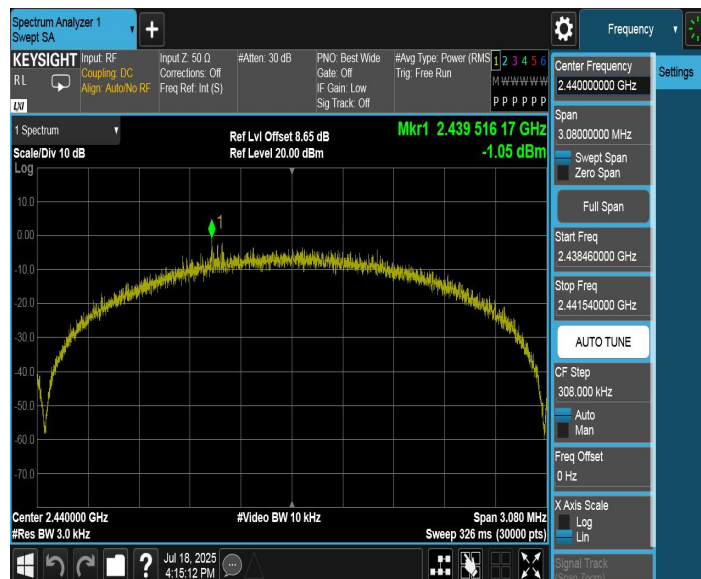 Spectrum Analyzer 1
Swept SA
+
Frequency
KEYSIGHT
RL
LXI
Input: RF
Coupling: DC
Align: Auto/No RF
Input Z: 50 Ω
Corrections: Off
Freq Ref: Int (S)
#Atten: 30 dB
PNO: Best Wide
Gate: Off
IF Gain: Low
Sig Track: Off
#Avg Type: Power (RMS
Trig: Free Run
1 2 3 4 5 6
M W W W W W
P P P P P P
Center Frequency
2.440000000 GHz
Settings
Span
3.08000000 MHz
Swept Span
Zero Span
Full Span
Start Freq
2.438460000 GHz
Stop Freq
2.441540000 GHz
AUTO TUNE
CF Step
308.000 kHz
Auto
Man
Freq Offset
0 Hz
X Axis Scale
Log
Lin
Signal Track
(Span Zoom)
1 Spectrum
Scale/Div 10 dB
Ref Lvl Offset 8.65 dB
Ref Level 20.00 dBm
Mkr1 2.439 516 17 GHz
-1.05 dBm
Log
10.0
0.00
-10.0
-20.0
-30.0
-40.0
-50.0
-60.0
-70.0
1
Center 2.440000 GHz
#Res BW 3.0 kHz
#Video BW 10 kHz
Span 3.080 MHz
Sweep 326 ms (30000 pts)
?
Jul 18, 2025
4:15:12 PM